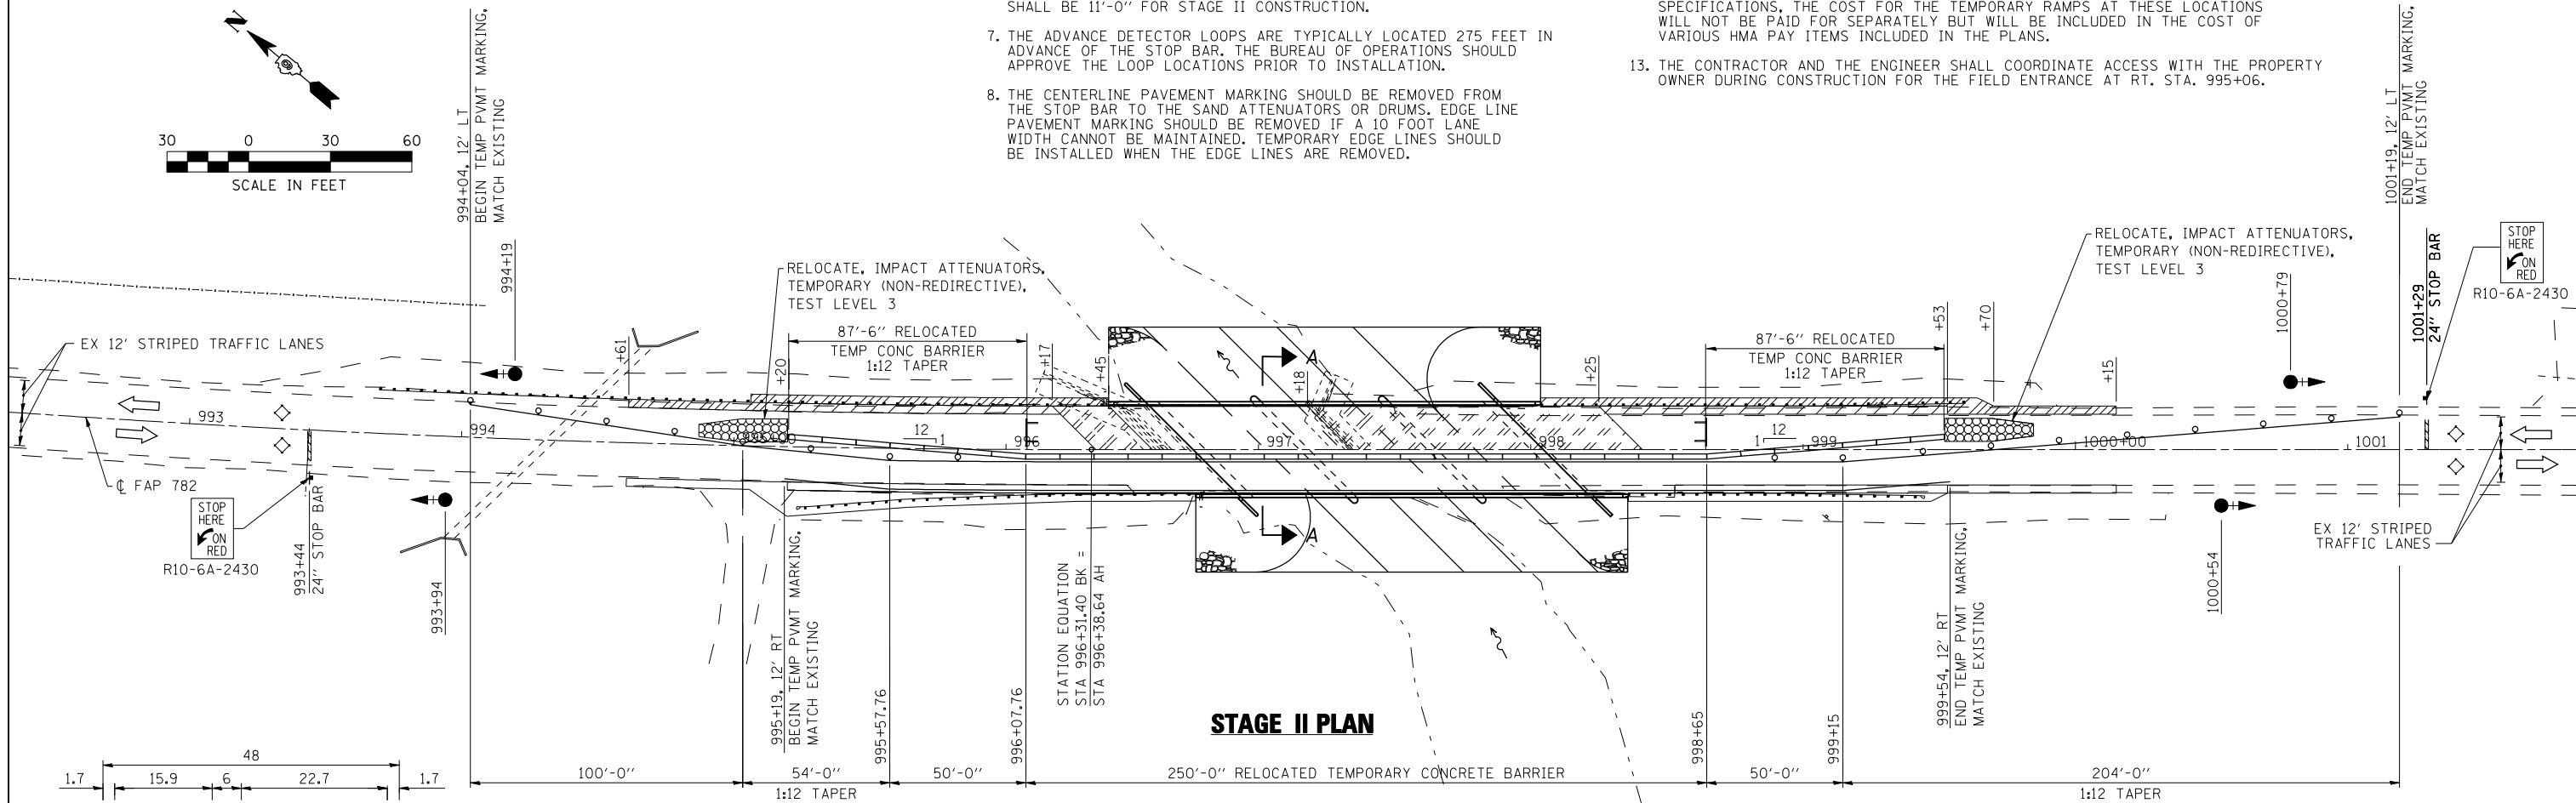 SHALL BE 11'-0" FOR STAGE II CONSTRUCTION.
7. THE ADVANCE DETECTOR LOOPS ARE TYPICALLY LOCATED 275 FEET IN
ADVANCE OF THE STOP BAR. THE BUREAU OF OPERATIONS SHOULD
APPROVE THE LOOP LOCATIONS PRIOR TO INSTALLATION.
8. THE CENTERLINE PAVEMENT MARKING SHOULD BE REMOVED FROM
THE STOP BAR TO THE SAND ATTENUATORS OR DRUMS. EDGE LINE
PAVEMENT MARKING SHOULD BE REMOVED IF A 10 FOOT LANE
WIDTH CANNOT BE MAINTAINED. TEMPORARY EDGE LINES SHOULD
BE INSTALLED WHEN THE EDGE LINES ARE REMOVED.
SPECIFICATIONS, THE COST FOR THE TEMPORARY RAMPS AT THESE LOCATIONS
WILL NOT BE PAID FOR SEPARATELY BUT WILL BE INCLUDED IN THE COST OF
VARIOUS HMA PAY ITEMS INCLUDED IN THE PLANS.
13. THE CONTRACTOR AND THE ENGINEER SHALL COORDINATE ACCESS WITH THE PROPERTY
OWNER DURING CONSTRUCTION FOR THE FIELD ENTRANCE AT RT. STA. 995+06.
N
30 0 30 60
SCALE IN FEET
994+04, 12' LT
BEGIN TEMP PVMT MARKING,
MATCH EXISTING
994+19
1001+19, 12' LT
END TEMP PVMT MARKING,
MATCH EXISTING
1001+29
24" STOP BAR
STOP
HERE
ON
RED
R10-6A-2430
RELOCATE, IMPACT ATTENUATORS,
TEMPORARY (NON-REDIRECTIVE),
TEST LEVEL 3
RELOCATE, IMPACT ATTENUATORS,
TEMPORARY (NON-REDIRECTIVE),
TEST LEVEL 3
1000+79
87'-6" RELOCATED
TEMP CONC BARRIER
1:12 TAPER
87'-6" RELOCATED
TEMP CONC BARRIER
1:12 TAPER
EX 12' STRIPED TRAFFIC LANES
+61
+20
+17
+45
+18
+25
+53
+70
+15
A
993
994
995+00
12
1
996
997
998
12
1
999
1000+00
1001
℄ FAP 782
STOP
HERE
ON
RED
R10-6A-2430
993+44
24" STOP BAR
993+94
A
EX 12' STRIPED
TRAFFIC LANES
1000+54
995+19, 12' RT
BEGIN TEMP PVMT MARKING,
MATCH EXISTING
995+57.76
996+07.76
STATION EQUATION
STA 996+31.40 BK =
STA 996+38.64 AH
998+65
999+15
999+54, 12' RT
END TEMP PVMT MARKING,
MATCH EXISTING
STAGE II PLAN
48
1.7 15.9 6 22.7 1.7
100'-0" 54'-0" 50'-0" 250'-0" RELOCATED TEMPORARY CONCRETE BARRIER 50'-0" 204'-0"
1:12 TAPER 1:12 TAPER